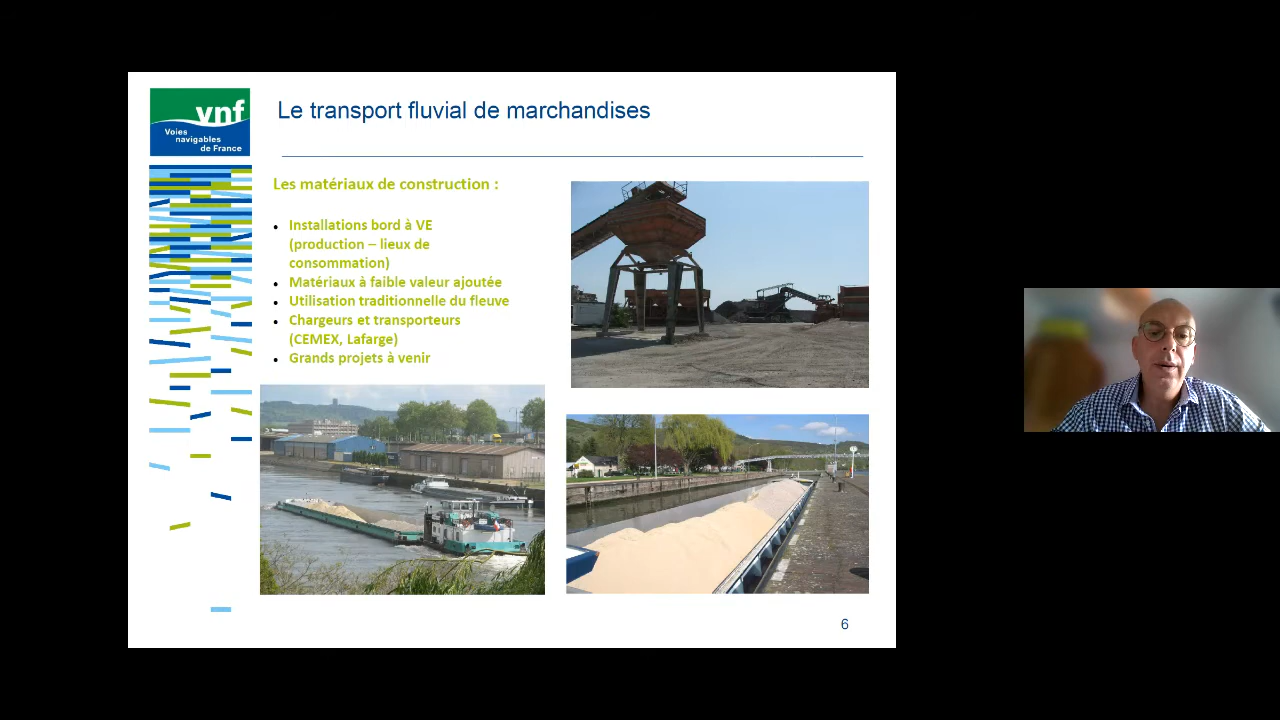 vnf
Voies
navigables
de France
Le transport fluvial de marchandises
Les matériaux de construction :
• Installations bord à VE
(production – lieux de
consommation)
• Matériaux à faible valeur ajoutée
• Utilisation traditionnelle du fleuve
• Chargeurs et transporteurs
(CEMEX, Lafarge)
• Grands projets à venir
6